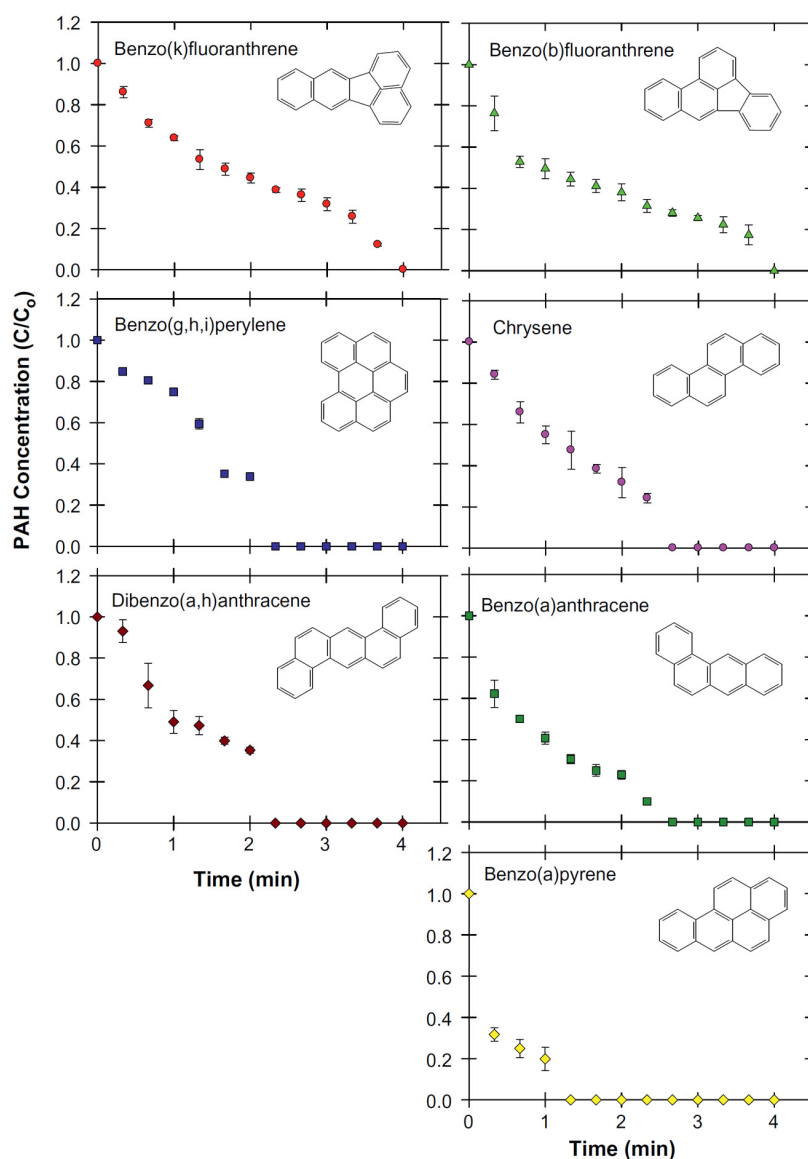 PAH Concentration (C/Co)
Benzo(k)fluoranthrene
1.2
1.0
0.8
0.6
0.4
0.2
0.0
Benzo(b)fluoranthrene
Benzo(g,h,i)perylene
1.2
1.0
0.8
0.6
0.4
0.2
0.0
Chrysene
Dibenzo(a,h)anthracene
1.2
1.0
0.8
0.6
0.4
0.2
0.0
0 1 2 3 4
Time (min)
Benzo(a)anthracene
Benzo(a)pyrene
1.2
1.0
0.8
0.6
0.4
0.2
0.0
0 1 2 3 4
Time (min)